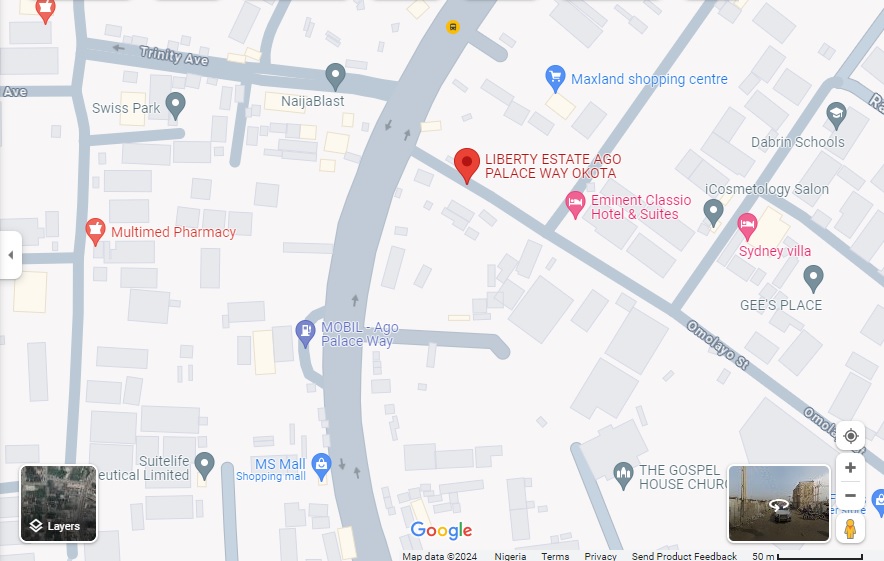 Trinity Ave
Ave
NaijaBlast
Swiss Park
Maxland shopping centre
Dabrin Schools
Ra
LIBERTY ESTATE AGO
PALACE WAY OKOTA
iCosmetology Salon
Eminent Classio
Hotel & Suites
Multimed Pharmacy
Sydney villa
GEE'S PLACE
MOBIL - Ago
Palace Way
Omolayo St
Suitelife
eutical Limited
MS Mall
Shopping mall
THE GOSPEL
HOUSE CHURC
Layers
Google
Map data ©2024
Nigeria
Terms
Privacy
Send Product Feedback
50 m